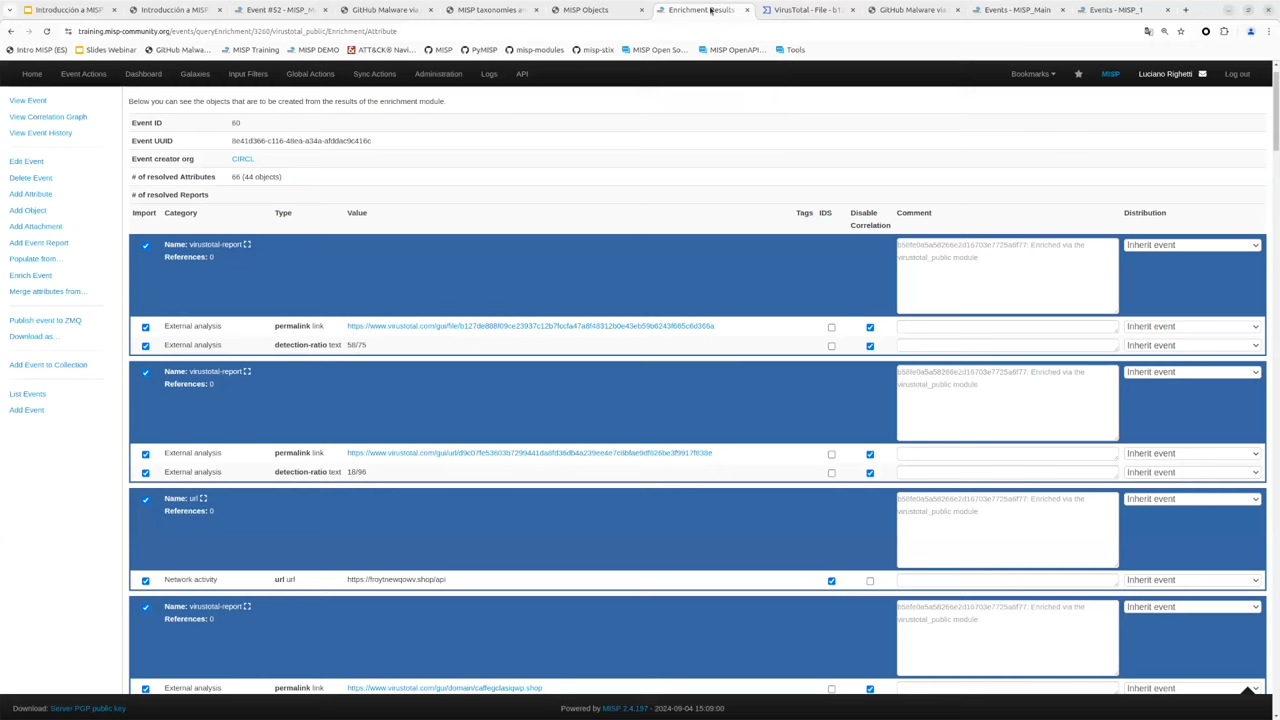 Introducción a MISP
Introducción a MISP
Event #52 - MISP_M
GitHub Malware via
MISP taxonomies an
MISP Objects
Enrichment Results
VirusTotal - File - b1
GitHub Malware via
Events - MISP_Main
Events - MISP_1
training.misp-community.org/events/queryEnrichment/3260/virustotal_public/Enrichment/Attribute
Intro MISP (ES)
Slides Webinar
GitHub Malwa...
MISP Training
MISP DEMO
ATT&CK® Navi...
MISP
PyMISP
misp-modules
misp-stix
MISP Open So...
MISP OpenAPI...
Tools
Home
Event Actions
Dashboard
Galaxies
Input Filters
Global Actions
Sync Actions
Administration
Logs
API
Bookmarks
MISP
Luciano Righetti
Log out
View Event
View Correlation Graph
View Event History
Edit Event
Delete Event
Add Attribute
Add Object
Add Attachment
Add Event Report
Populate from...
Enrich Event
Merge attributes from...
Publish event to ZMQ
Download as...
Add Event to Collection
List Events
Add Event
Below you can see the objects that are to be created from the results of the enrichment module.
Event ID 60
Event UUID
Event creator org CIRCL
# of resolved Attributes 66 (44 objects)
# of resolved Reports
Import Category Type Value Tags IDS Disable Correlation Comment Distribution
Name: virustotal-report
References: 0
Enriched via the
virustotal_public module
Inherit event
External analysis permalink link Inherit event
External analysis detection-ratio text 58/75 Inherit event
Name: virustotal-report
References: 0
Enriched via the
virustotal_public module
Inherit event
External analysis permalink link Inherit event
External analysis detection-ratio text 18/96 Inherit event
Name: url
References: 0
Enriched via the
virustotal_public module
Inherit event
Network activity url url https://froytnewqowv.shop/api Inherit event
Name: virustotal-report
References: 0
Enriched via the
virustotal_public module
Inherit event
External analysis permalink link https://www.virustotal.com/gui/domain/caffegclasiqwp.shop Inherit event
Download: Server PGP public key
Powered by MISP 2.4.197 - 2024-09-04 15:09:00